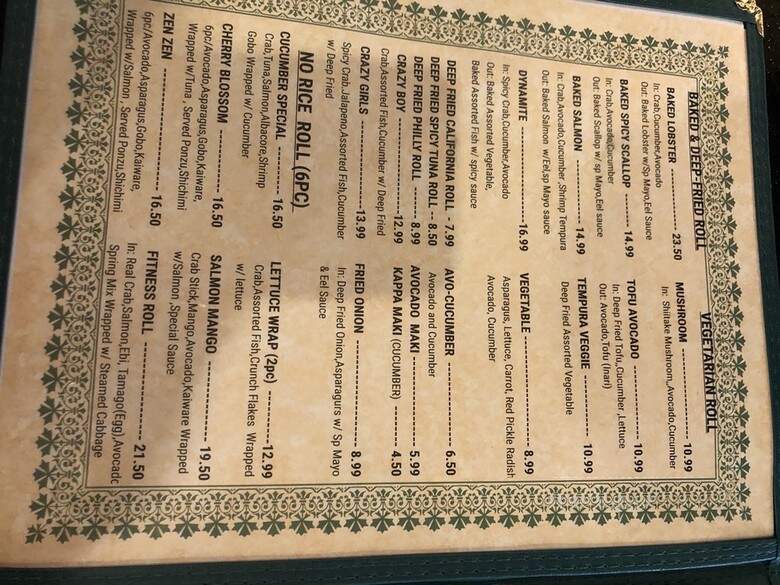 BAKED & DEEP-FRIED ROLL
BAKED LOBSTER ---------------- 23.50
In: Crab,Cucumber,Avocado
Out: Baked Lobster w/Sp Mayo,Eel Sauce
BAKED SPICY SCALLOP ------- 14.99
In: Crab,Avocado,Cucumber
Out: Baked Scallop w/ sp Mayo,Eel sauce
BAKED SALMON ---------------- 14.99
In: Crab,Avocado,Cucumber ,Shrimp Tempura
Out: Baked Salmon w/Eel,sp Mayo sauce
DYNAMITE ---------------------- 16.99
In: Spicy Crab,Cucumber,Avocado
Out: Baked Assorted Vegetable,
Baked Assorted Fish w/ spicy sauce
DEEP FRIED CALIFORNIA ROLL - 7.99
DEEP FRIED SPICY TUNA ROLL -- 8.50
DEEP FRIED PHILLY ROLL ------ 8.99
CRAZY BOY ---------------------12.99
Crab,Assorted Fish,Cucumber w/ Deep Fried
CRAZY GIRLS -------------------13.99
Spicy Crab,Jalapeno,Assorted Fish,Cucumber
w/ Deep Fried
VEGETARIAN ROLL
MUSHROOM -------------------- 10.99
In: Shiitake Mushroom,,Avocado,Cucumber
TOFU AVOCADO ---------------- 10.99
In: Deep Fried Tofu,Cucumber ,Lettuce
Out: Avocado,Tofu (Inari)
TEMPURA VEGGIE -------------- 10.99
Deep Fried Assorted Vegetable
VEGETABLE -------------------- 8.99
Asparagus, Lettuce, Carrot, Red Pickle Radish
Avocado, Cucumber
AVO-CUCUMBER ---------------- 6.50
Avocado and Cucumber
AVOCADO MAKI ---------------- 5.99
KAPPA MAKI (CUCUMBER) ------- 4.50
FRIED ONION ------------------- 8.99
In: Deep Fried Onion,Asparagurs w/ Sp Mayo
& Eel Sauce
NO RICE ROLL (6PC)
CUCUMBER SPECIAL ------------ 16.50
Crab,Tuna,Salmon,Albacore,Shrimp
Gobo Wrapped w/ Cucumber
CHERRY BLOSSOM ------------- 16.50
6pc/Avocado,Asparagus,Gobo,Kaiware,
Wrapped w/Tuna , Served Ponzu,Shichimi
ZEN ZEN ----------------------- 16.50
6pc/Avocado,Asparagus,Gobo,Kaiware,
Wrapped w/Salmon , Served Ponzu,Shichimi
LETTUCE WRAP (2pc) -----------12.99
Crab,Assorted Fish,Crunch Flakes Wrapped
w/ lettuce
SALMON MANGO --------------- 19.50
Crab Stick,Mango,Avocado,Kaiware Wrapped
w/Salmon ,Special Sauce
FITNESS ROLL ------------------ 21.50
In: Real Crab,Salmon,Ebi, Tamago(Egg),Avocado
Spring Mix Wrapped w/ Steamed Cabbage